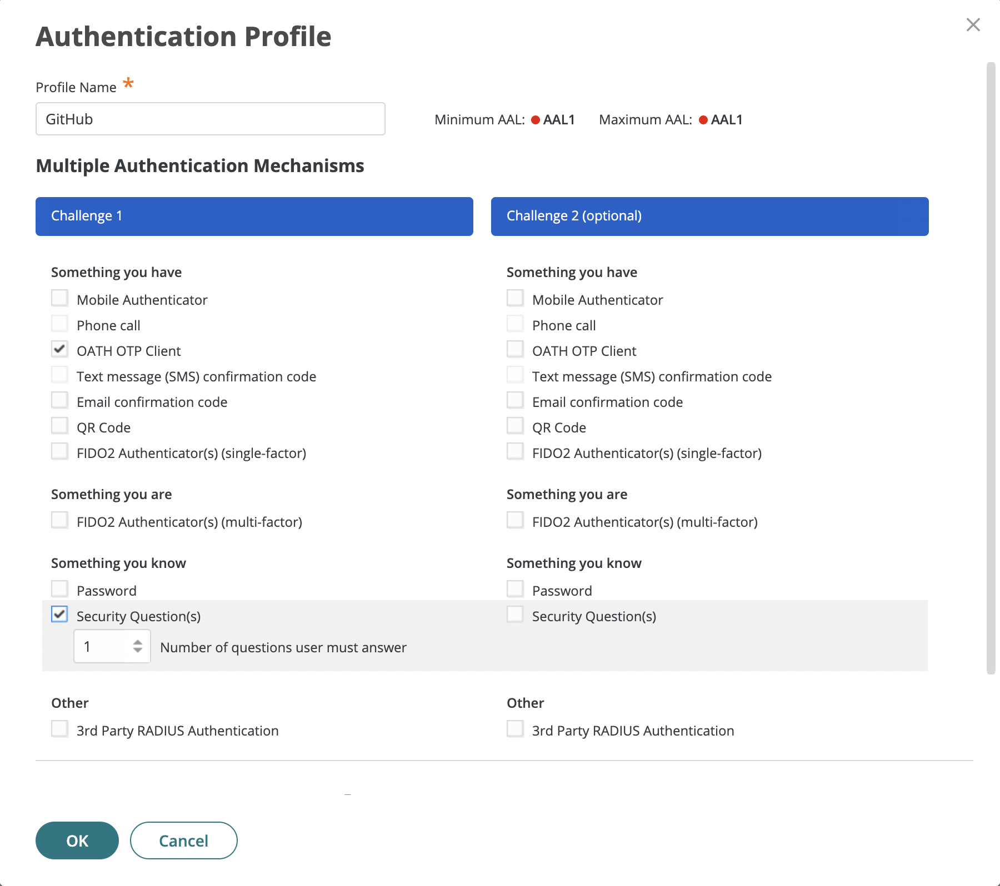 Authentication Profile
Profile Name *
GitHub
Minimum AAL: AAL1 Maximum AAL: AAL1
Multiple Authentication Mechanisms
Challenge 1
Something you have
Mobile Authenticator
Phone call
OATH OTP Client
Text message (SMS) confirmation code
Email confirmation code
QR Code
FIDO2 Authenticator(s) (single-factor)
Something you are
FIDO2 Authenticator(s) (multi-factor)
Something you know
Password
Security Question(s)
1 Number of questions user must answer
Other
3rd Party RADIUS Authentication
Challenge 2 (optional)
Something you have
Mobile Authenticator
Phone call
OATH OTP Client
Text message (SMS) confirmation code
Email confirmation code
QR Code
FIDO2 Authenticator(s) (single-factor)
Something you are
FIDO2 Authenticator(s) (multi-factor)
Something you know
Password
Security Question(s)
Other
3rd Party RADIUS Authentication
OK Cancel